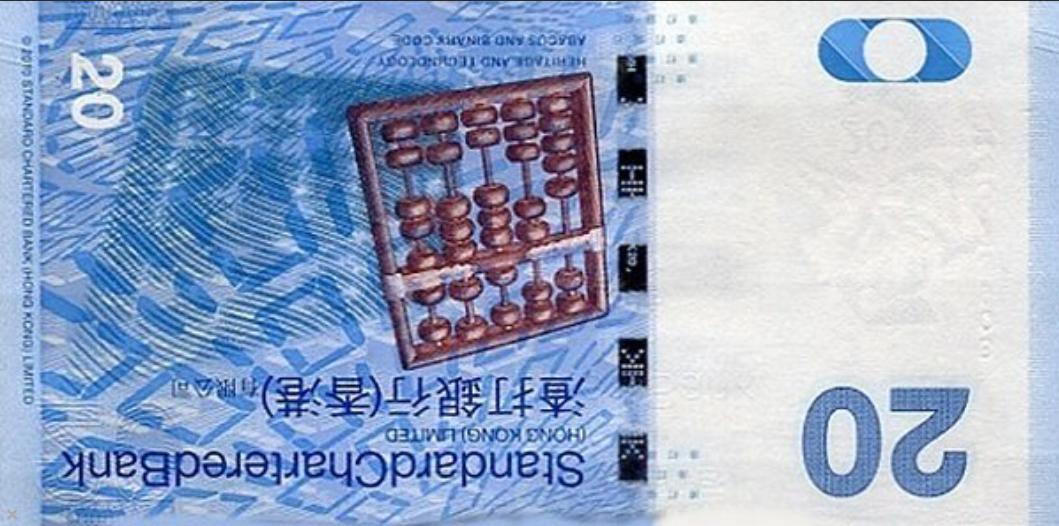 StandardCharteredBank
(HONG KONG) LIMITED
渣打銀行(香港)有限公司
HERITAGE AND TECHNOLOGY
ABACUS AND BINARY CODE
20
20
© 2010 STANDARD CHARTERED BANK (HONG KONG) LIMITED